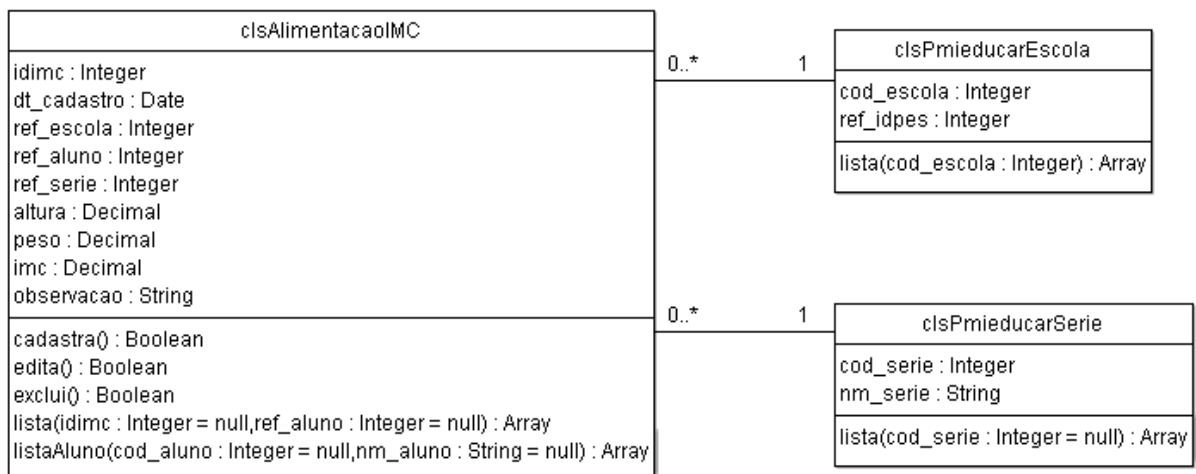 clsAlimentacaoIMC
idimc : Integer
dt_cadastro : Date
ref_escola : Integer
ref_aluno : Integer
ref_serie : Integer
altura : Decimal
peso : Decimal
imc : Decimal
observacao : String
cadastra() : Boolean
edita() : Boolean
exclui() : Boolean
lista(idimc : Integer = null,ref_aluno : Integer = null) : Array
listaAluno(cod_aluno : Integer = null,nm_aluno : String = null) : Array
0..* 1
clsPmieducarEscola
cod_escola : Integer
ref_idpes : Integer
lista(cod_escola : Integer) : Array
0..* 1
clsPmieducarSerie
cod_serie : Integer
nm_serie : String
lista(cod_serie : Integer = null) : Array